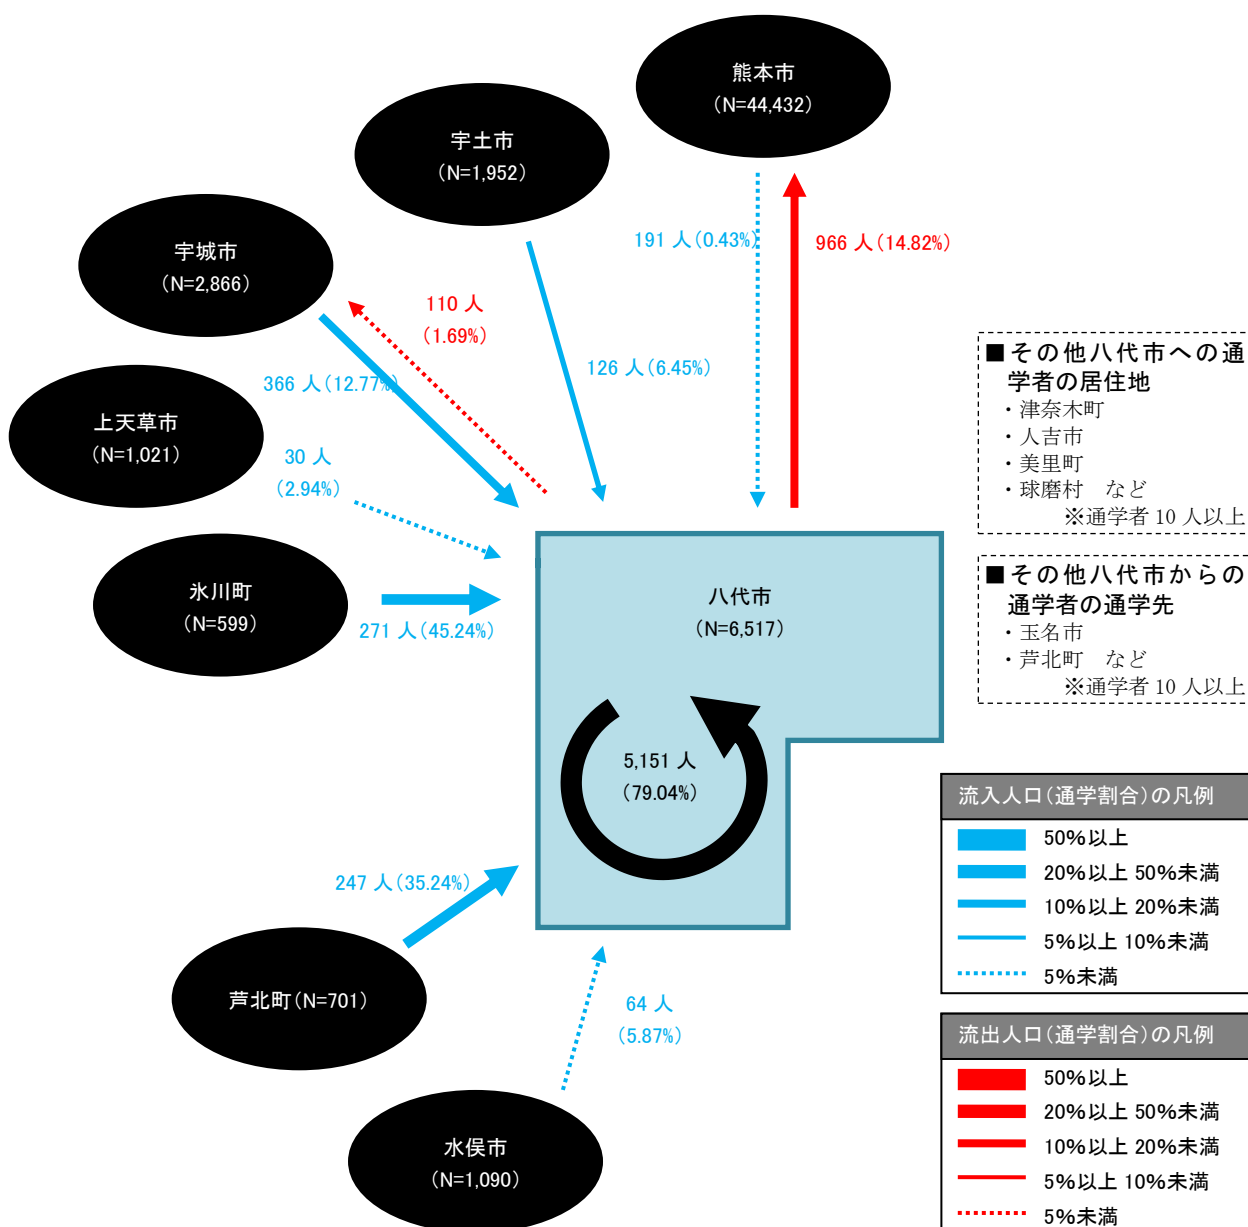 熊本市
(N=44,432)
宇土市
(N=1,952)
宇城市
(N=2,866)
191 人(0.43%)
966 人(14.82%)
110 人
(1.69%)
126 人(6.45%)
366 人(12.77%)
上天草市
(N=1,021)
30 人
(2.94%)
氷川町
(N=599)
271 人(45.24%)
八代市
(N=6,517)
5,151 人
(79.04%)
247 人(35.24%)
芦北町(N=701)
64 人
(5.87%)
水俣市
(N=1,090)
■その他八代市への通
学者の居住地
・津奈木町
・人吉市
・美里町
・球磨村 など
※通学者 10 人以上
■その他八代市からの
通学者の通学先
・玉名市
・芦北町 など
※通学者 10 人以上
流入人口(通学割合)の凡例
50%以上
20%以上 50%未満
10%以上 20%未満
5%以上 10%未満
5%未満
流出人口(通学割合)の凡例
50%以上
20%以上 50%未満
10%以上 20%未満
5%以上 10%未満
5%未満